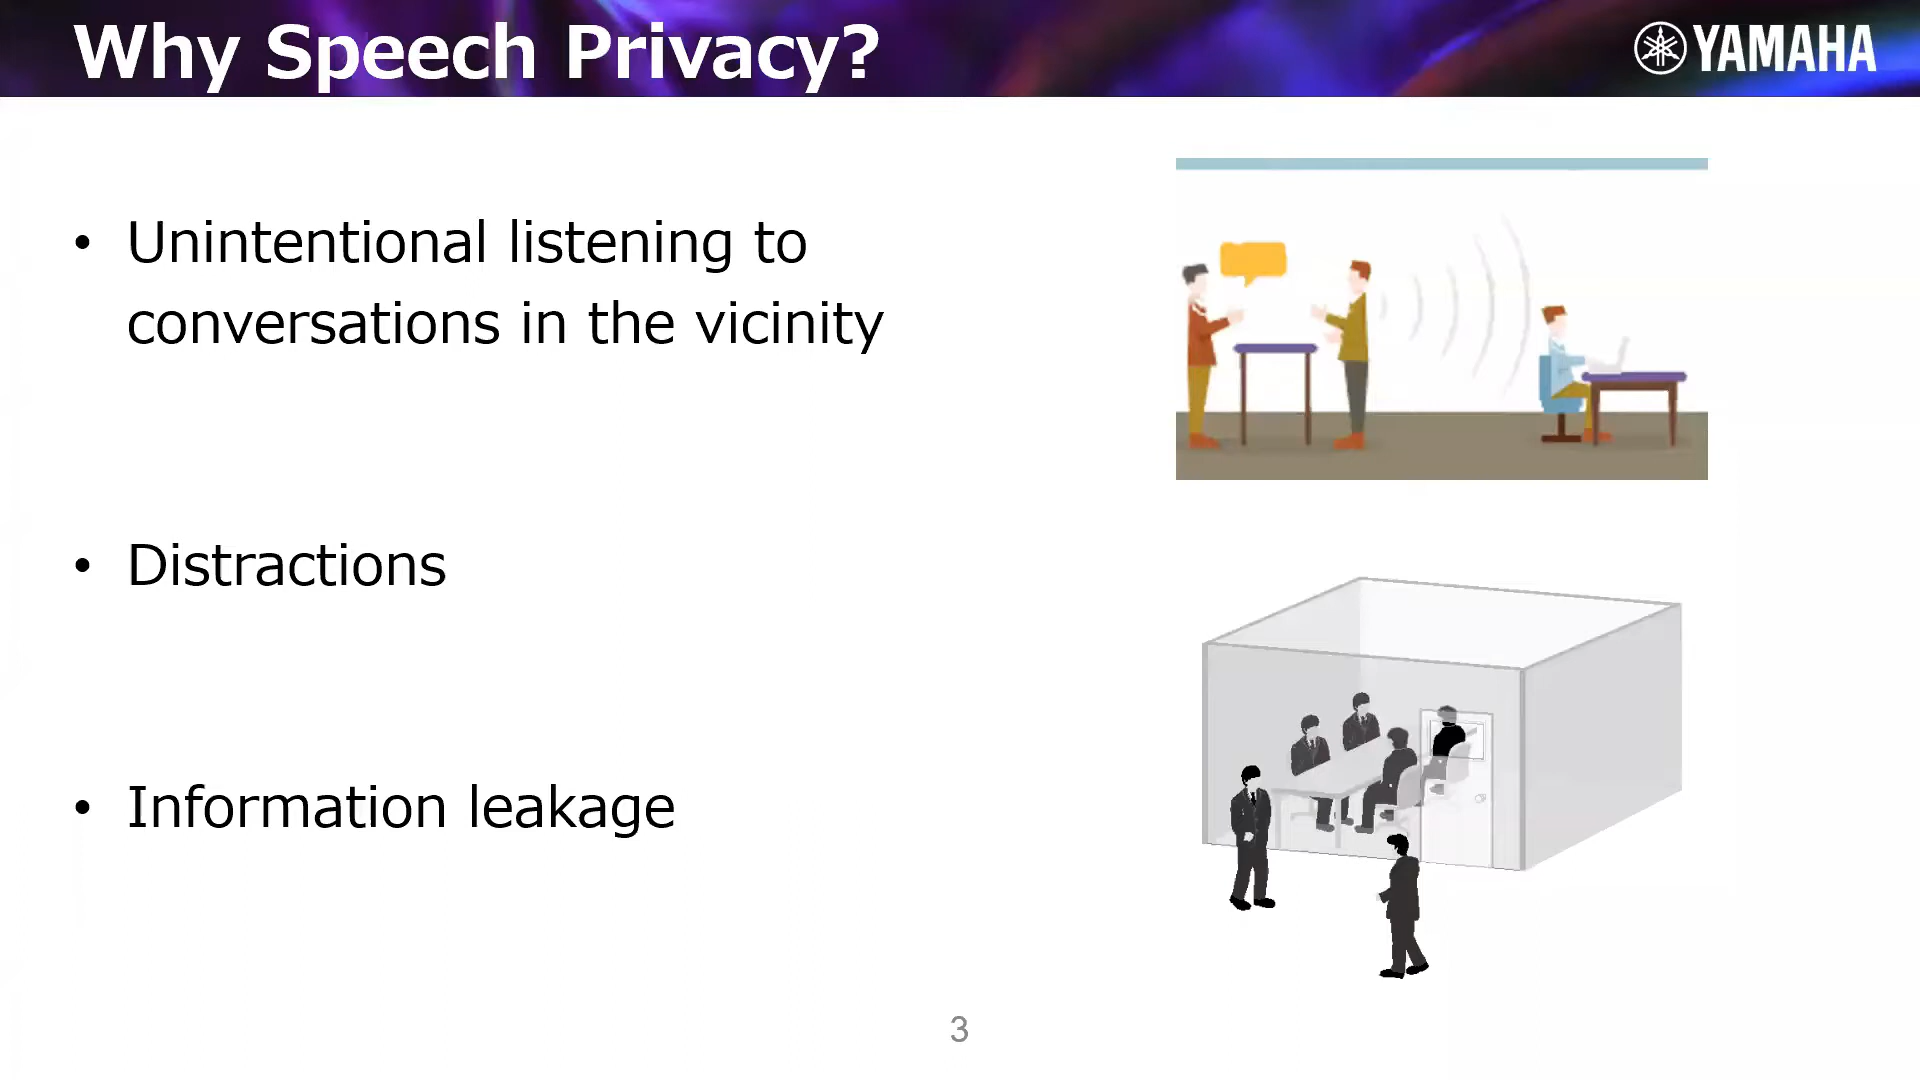 Why Speech Privacy?
YAMAHA
• Unintentional listening to
conversations in the vicinity
• Distractions
• Information leakage
3